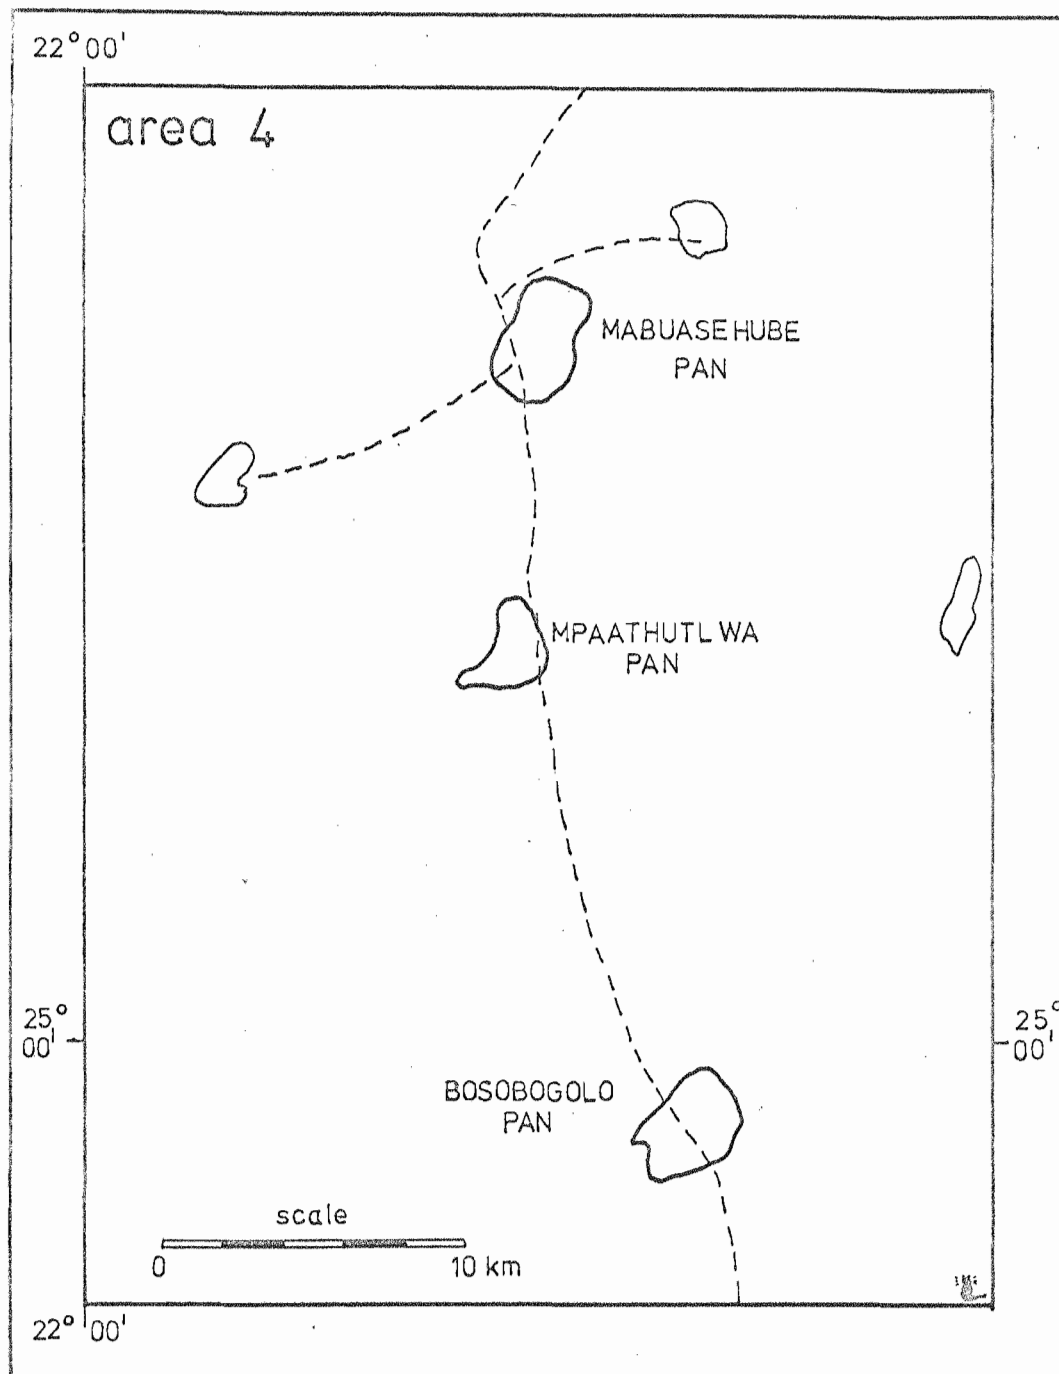 22°00'
area 4
MABUASEHUBE
PAN
MPAATHUTLWA
PAN
25°
00'
25°
00'
BOSOBOGOLO
PAN
scale
0 10 km
22°00'